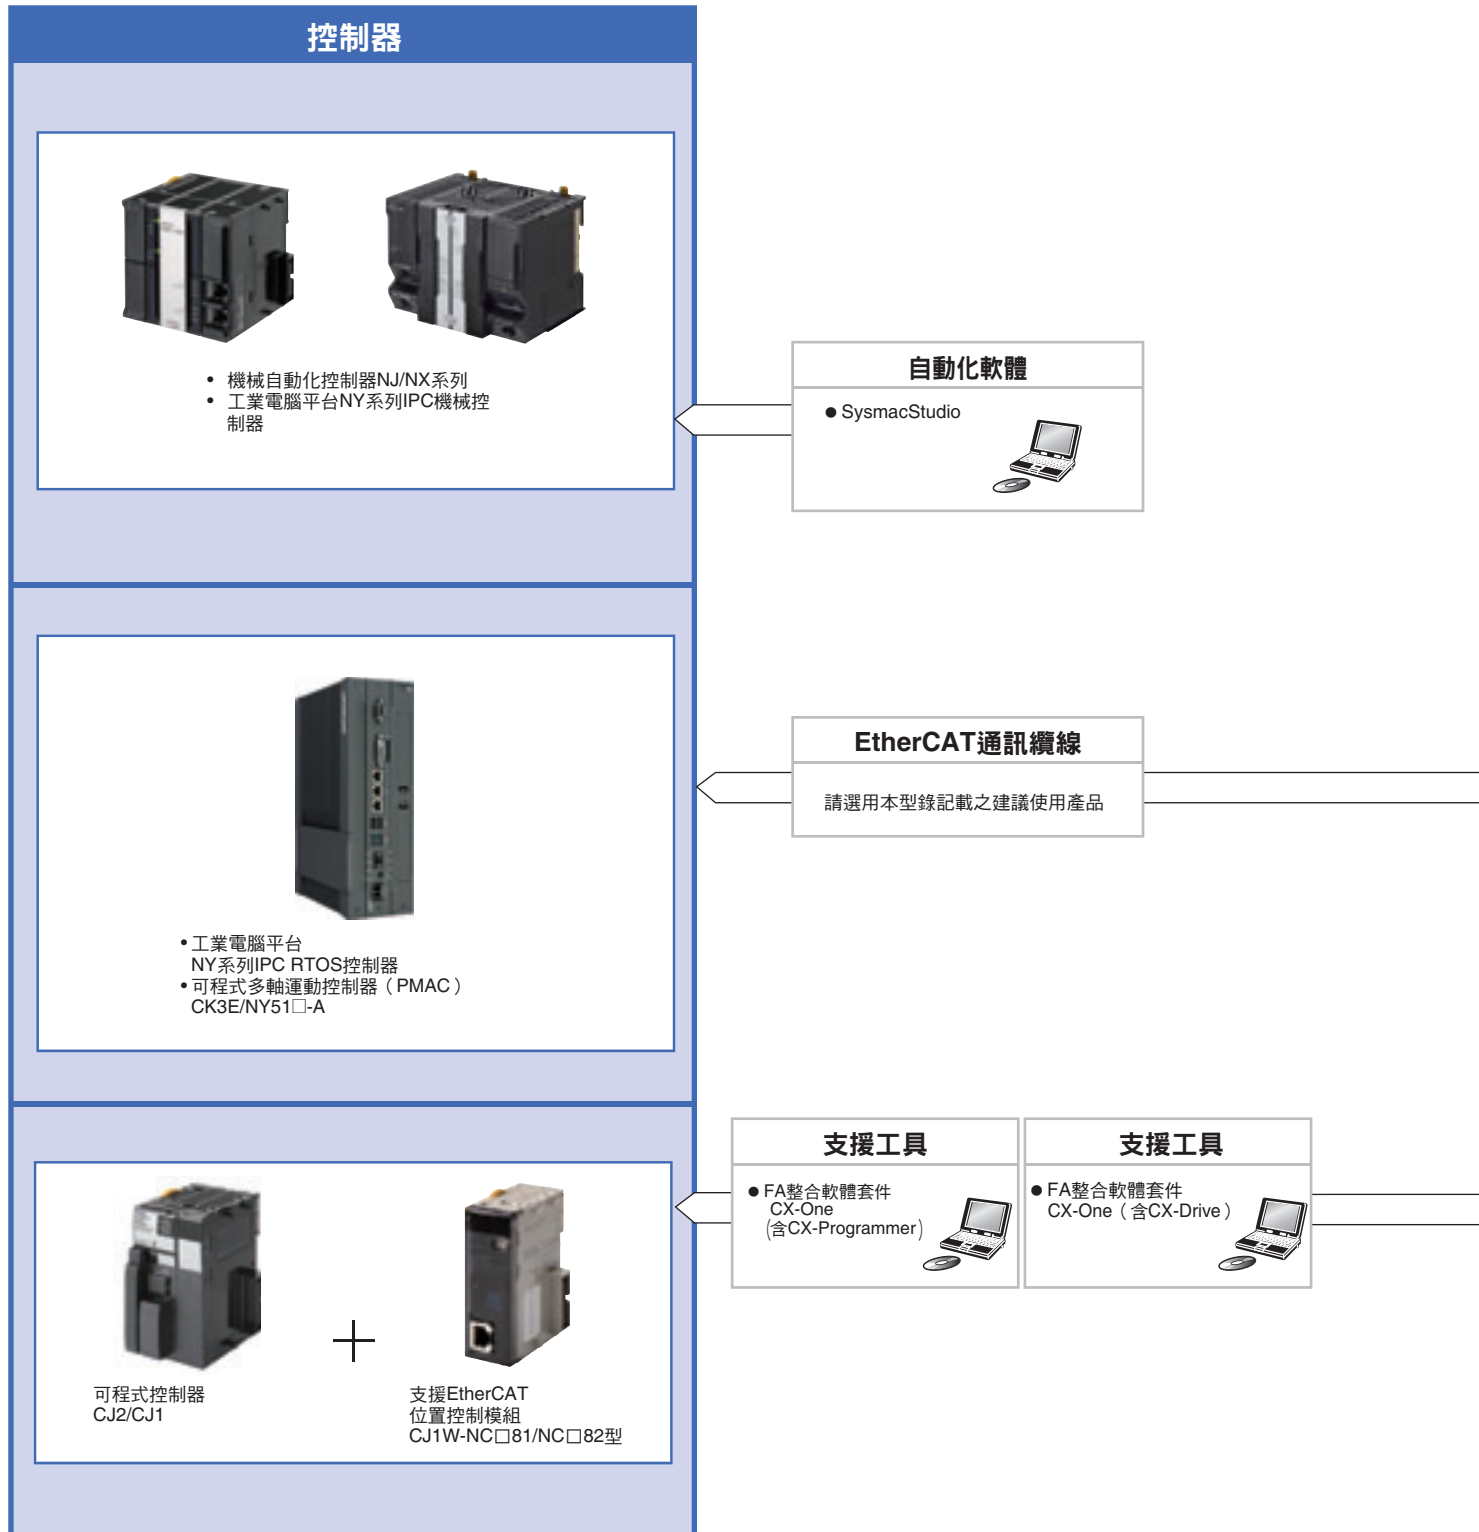 控制器
• 機械自動化控制器NJ/NX系列
• 工業電腦平台NY系列IPC機械控
制器
自動化軟體
● SysmacStudio
•工業電腦平台
NY系列IPC RTOS控制器
•可程式多軸運動控制器（PMAC）
CK3E/NY51□-A
EtherCAT通訊纜線
請選用本型錄記載之建議使用產品
支援工具
● FA整合軟體套件
CX-One
(含CX-Programmer)
支援工具
● FA整合軟體套件
CX-One（含CX-Drive）
可程式控制器
CJ2/CJ1
支援EtherCAT
位置控制模組
CJ1W-NC□81/NC□82型